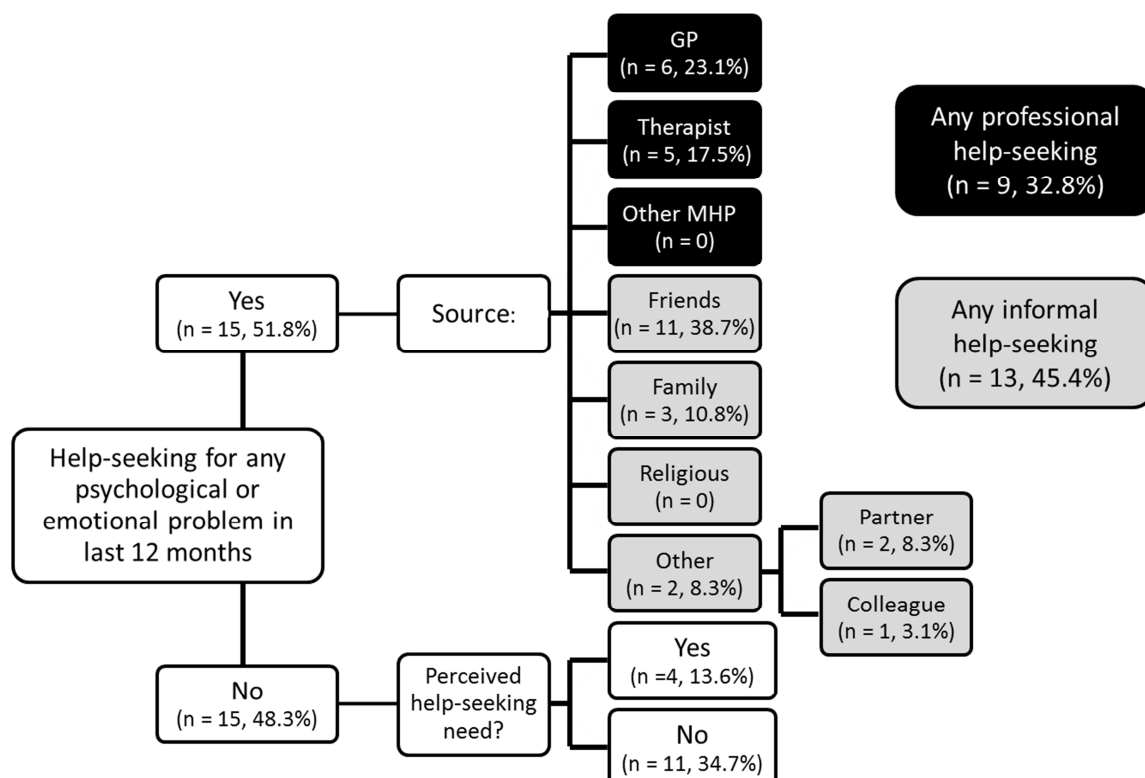 GP
(n = 6, 23.1%)
Therapist
(n = 5, 17.5%)
Other MHP
(n = 0)
Any professional
help-seeking
(n = 9, 32.8%)
Yes
(n = 15, 51.8%)
Source:
Friends
(n = 11, 38.7%)
Family
(n = 3, 10.8%)
Religious
(n = 0)
Other
(n = 2, 8.3%)
Any informal
help-seeking
(n = 13, 45.4%)
Partner
(n = 2, 8.3%)
Colleague
(n = 1, 3.1%)
Help-seeking for any
psychological or
emotional problem in
last 12 months
No
(n = 15, 48.3%)
Perceived
help-seeking
need?
Yes
(n =4, 13.6%)
No
(n = 11, 34.7%)